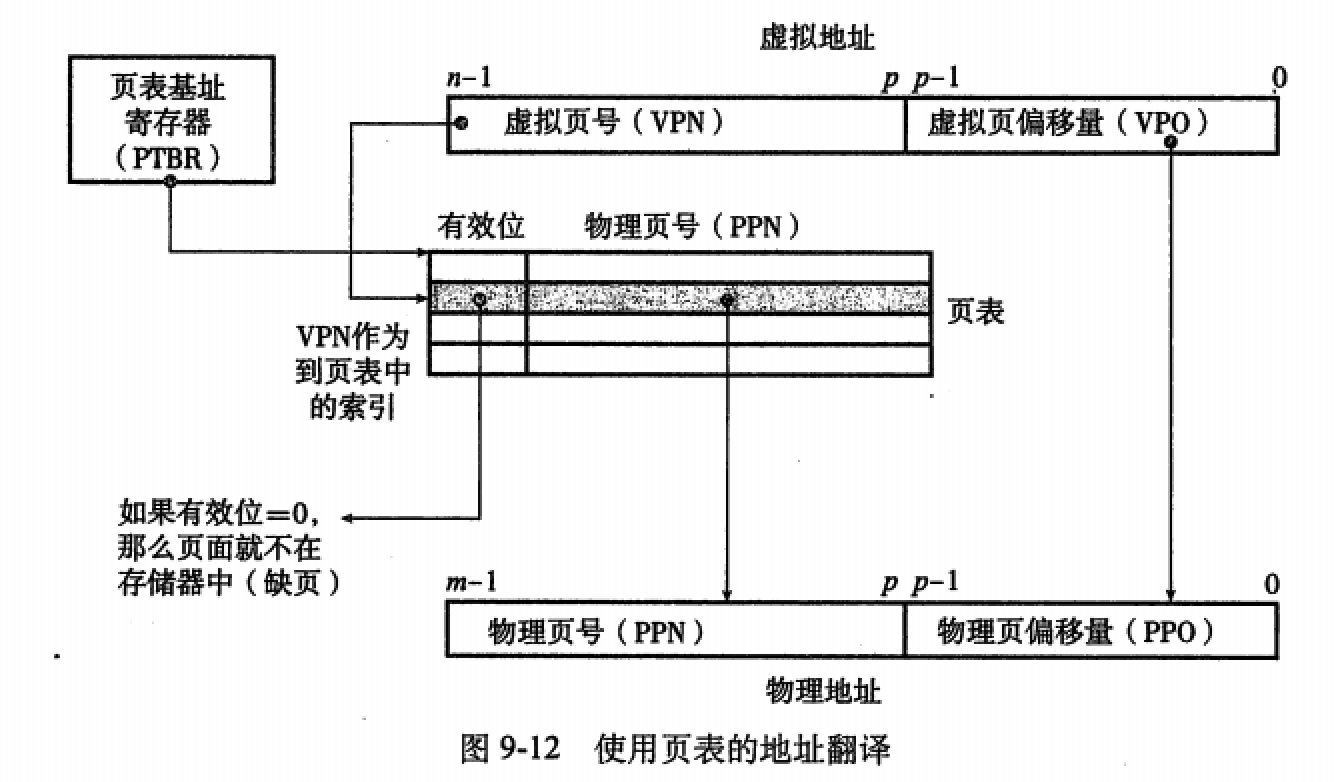 虚拟地址
页表基址
寄存器
（PTBR）
n-1
p p-1
0
虚拟页号（VPN）
虚拟页偏移量（VPO）
有效位
物理页号（PPN）
页表
VPN作为
到页表中
的索引
如果有效位=0，
那么页面就不在
存储器中（缺页）
m-1
p p-1
0
物理页号（PPN）
物理页偏移量（PPO）
物理地址
图 9-12 使用页表的地址翻译